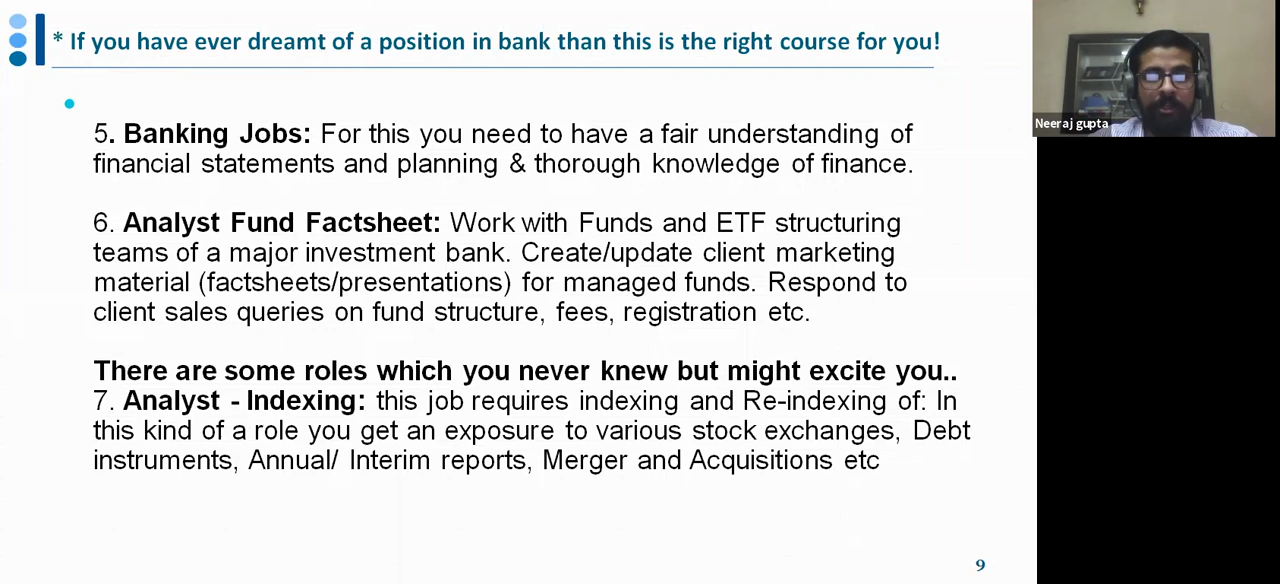 * If you have ever dreamt of a position in bank than this is the right course for you!
Neeraj gupta
5. Banking Jobs: For this you need to have a fair understanding of
financial statements and planning & thorough knowledge of finance.
6. Analyst Fund Factsheet: Work with Funds and ETF structuring
teams of a major investment bank. Create/update client marketing
material (factsheets/presentations) for managed funds. Respond to
client sales queries on fund structure, fees, registration etc.
There are some roles which you never knew but might excite you..
7. Analyst - Indexing: this job requires indexing and Re-indexing of: In
this kind of a role you get an exposure to various stock exchanges, Debt
instruments, Annual/ Interim reports, Merger and Acquisitions etc
9